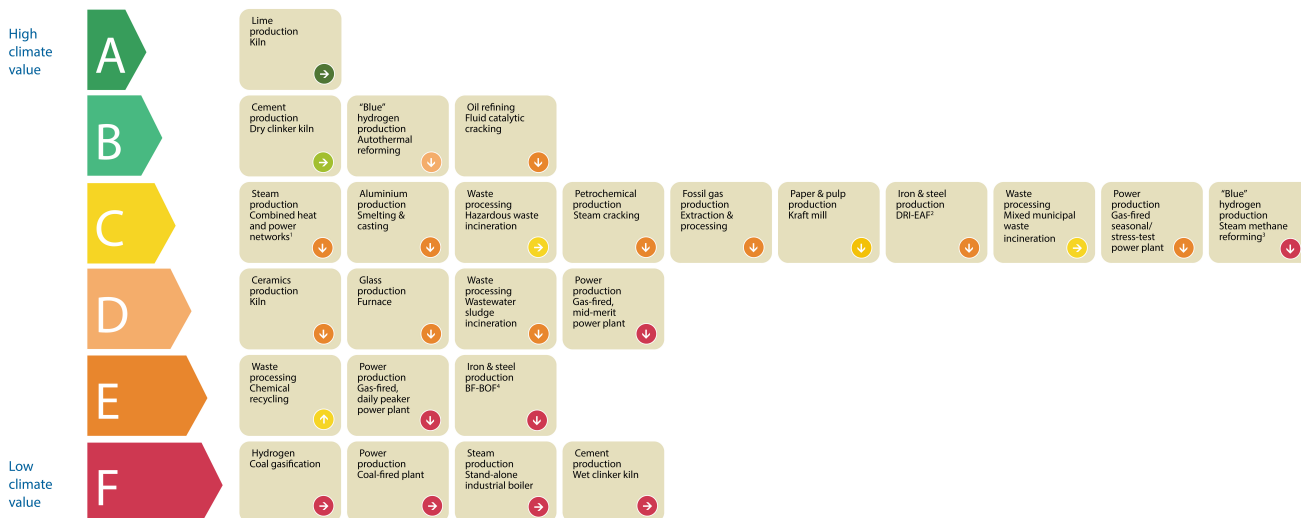 High
climate
value
A
Lime
production
Kiln
B
Cement
production
Dry clinker kiln
“Blue”
hydrogen
production
Autothermal
reforming
Oil refining
Fluid catalytic
cracking
C
Steam
production
Combined heat
and power
networks¹
Aluminium
production
Smelting &
casting
Waste
processing
Hazardous waste
incineration
Petrochemical
production
Steam cracking
Fossil gas
production
Extraction &
processing
Paper & pulp
production
Kraft mill
Iron & steel
production
DRI-EAF²
Waste
processing
Mixed municipal
waste
incineration
Power
production
Gas-fired
seasonal/
stress-test
power plant
“Blue”
hydrogen
production
Steam methane
reforming³
D
Ceramics
production
Kiln
Glass
production
Furnace
Waste
processing
Wastewater
sludge
incineration
Power
production
Gas-fired,
mid-merit
power plant
E
Waste
processing
Chemical
recycling
Power
production
Gas-fired,
daily peaker
power plant
Iron & steel
production
BF-BOF⁴
Low
climate
value
F
Hydrogen
Coal gasification
Power
production
Coal-fired plant
Steam
production
Stand-alone
industrial boiler
Cement
production
Wet clinker kiln